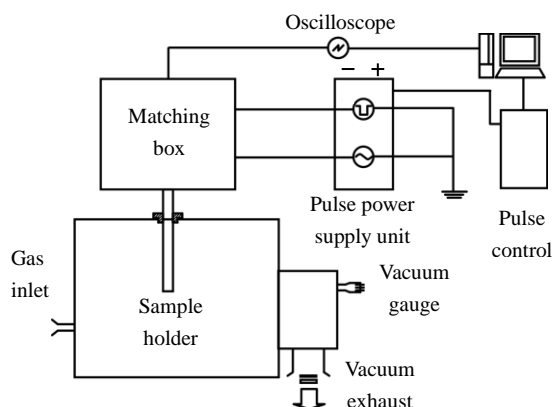 Oscilloscope
− +
Matching
box
Pulse power
supply unit
Pulse
control
Gas
inlet
Sample
holder
Vacuum
gauge
Vacuum
exhaust